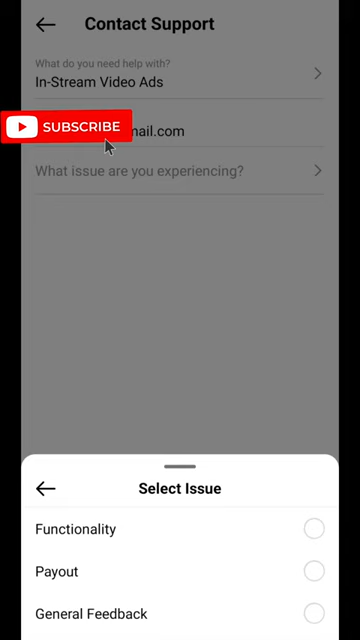 Contact Support
What do you need help with?
In-Stream Video Ads
SUBSCRIBE
mail.com
What issue are you experiencing?
Select Issue
Functionality
Payout
General Feedback